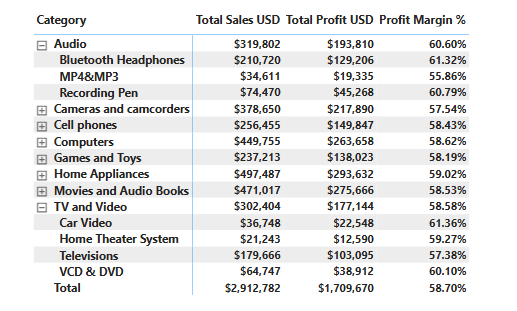 Category Total Sales USD Total Profit USD Profit Margin %
Audio $319,802 $193,810 60.60%
Bluetooth Headphones $210,720 $129,206 61.32%
MP4&MP3 $34,611 $19,335 55.86%
Recording Pen $74,470 $45,268 60.79%
Cameras and camcorders $378,650 $217,890 57.54%
Cell phones $256,455 $149,847 58.43%
Computers $449,755 $263,658 58.62%
Games and Toys $237,213 $138,023 58.19%
Home Appliances $497,487 $293,632 59.02%
Movies and Audio Books $471,017 $275,666 58.53%
TV and Video $302,404 $177,144 58.58%
Car Video $36,748 $22,548 61.36%
Home Theater System $21,243 $12,590 59.27%
Televisions $179,666 $103,095 57.38%
VCD & DVD $64,747 $38,912 60.10%
Total $2,912,782 $1,709,670 58.70%